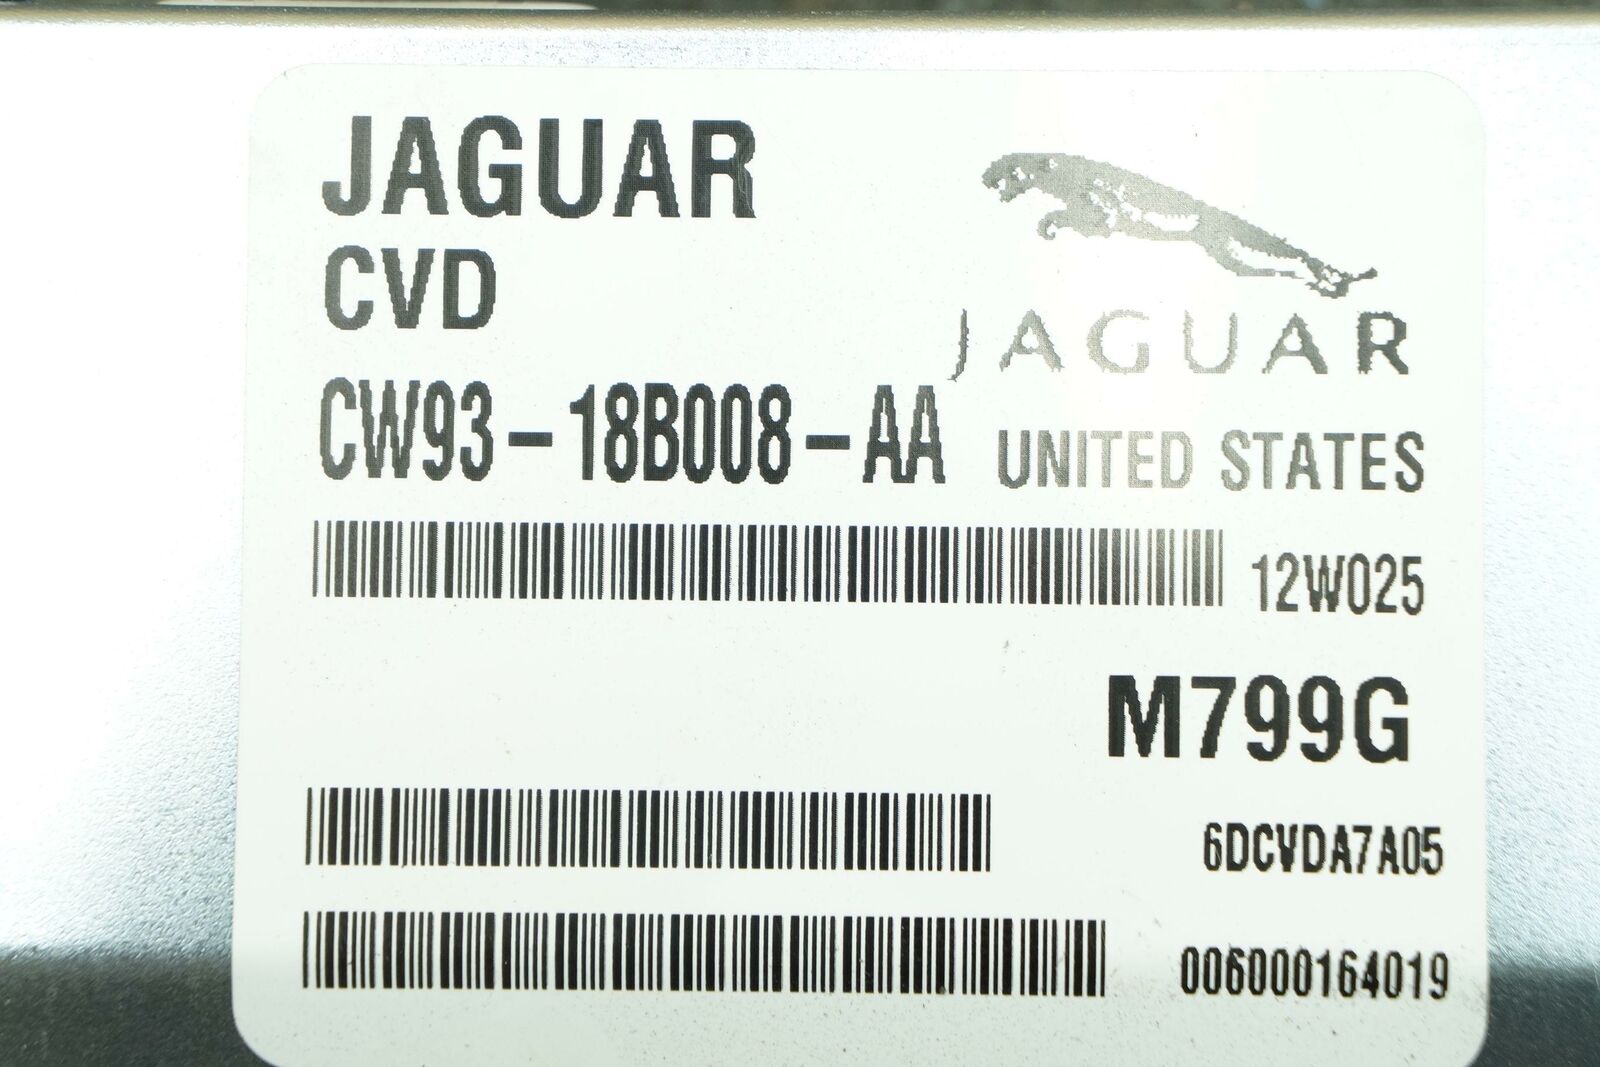 JAGUAR
CVD
JAGUAR
CW93-18B008-AA
UNITED STATES
12W025
M799G
6DCVDA7A05
006000164019